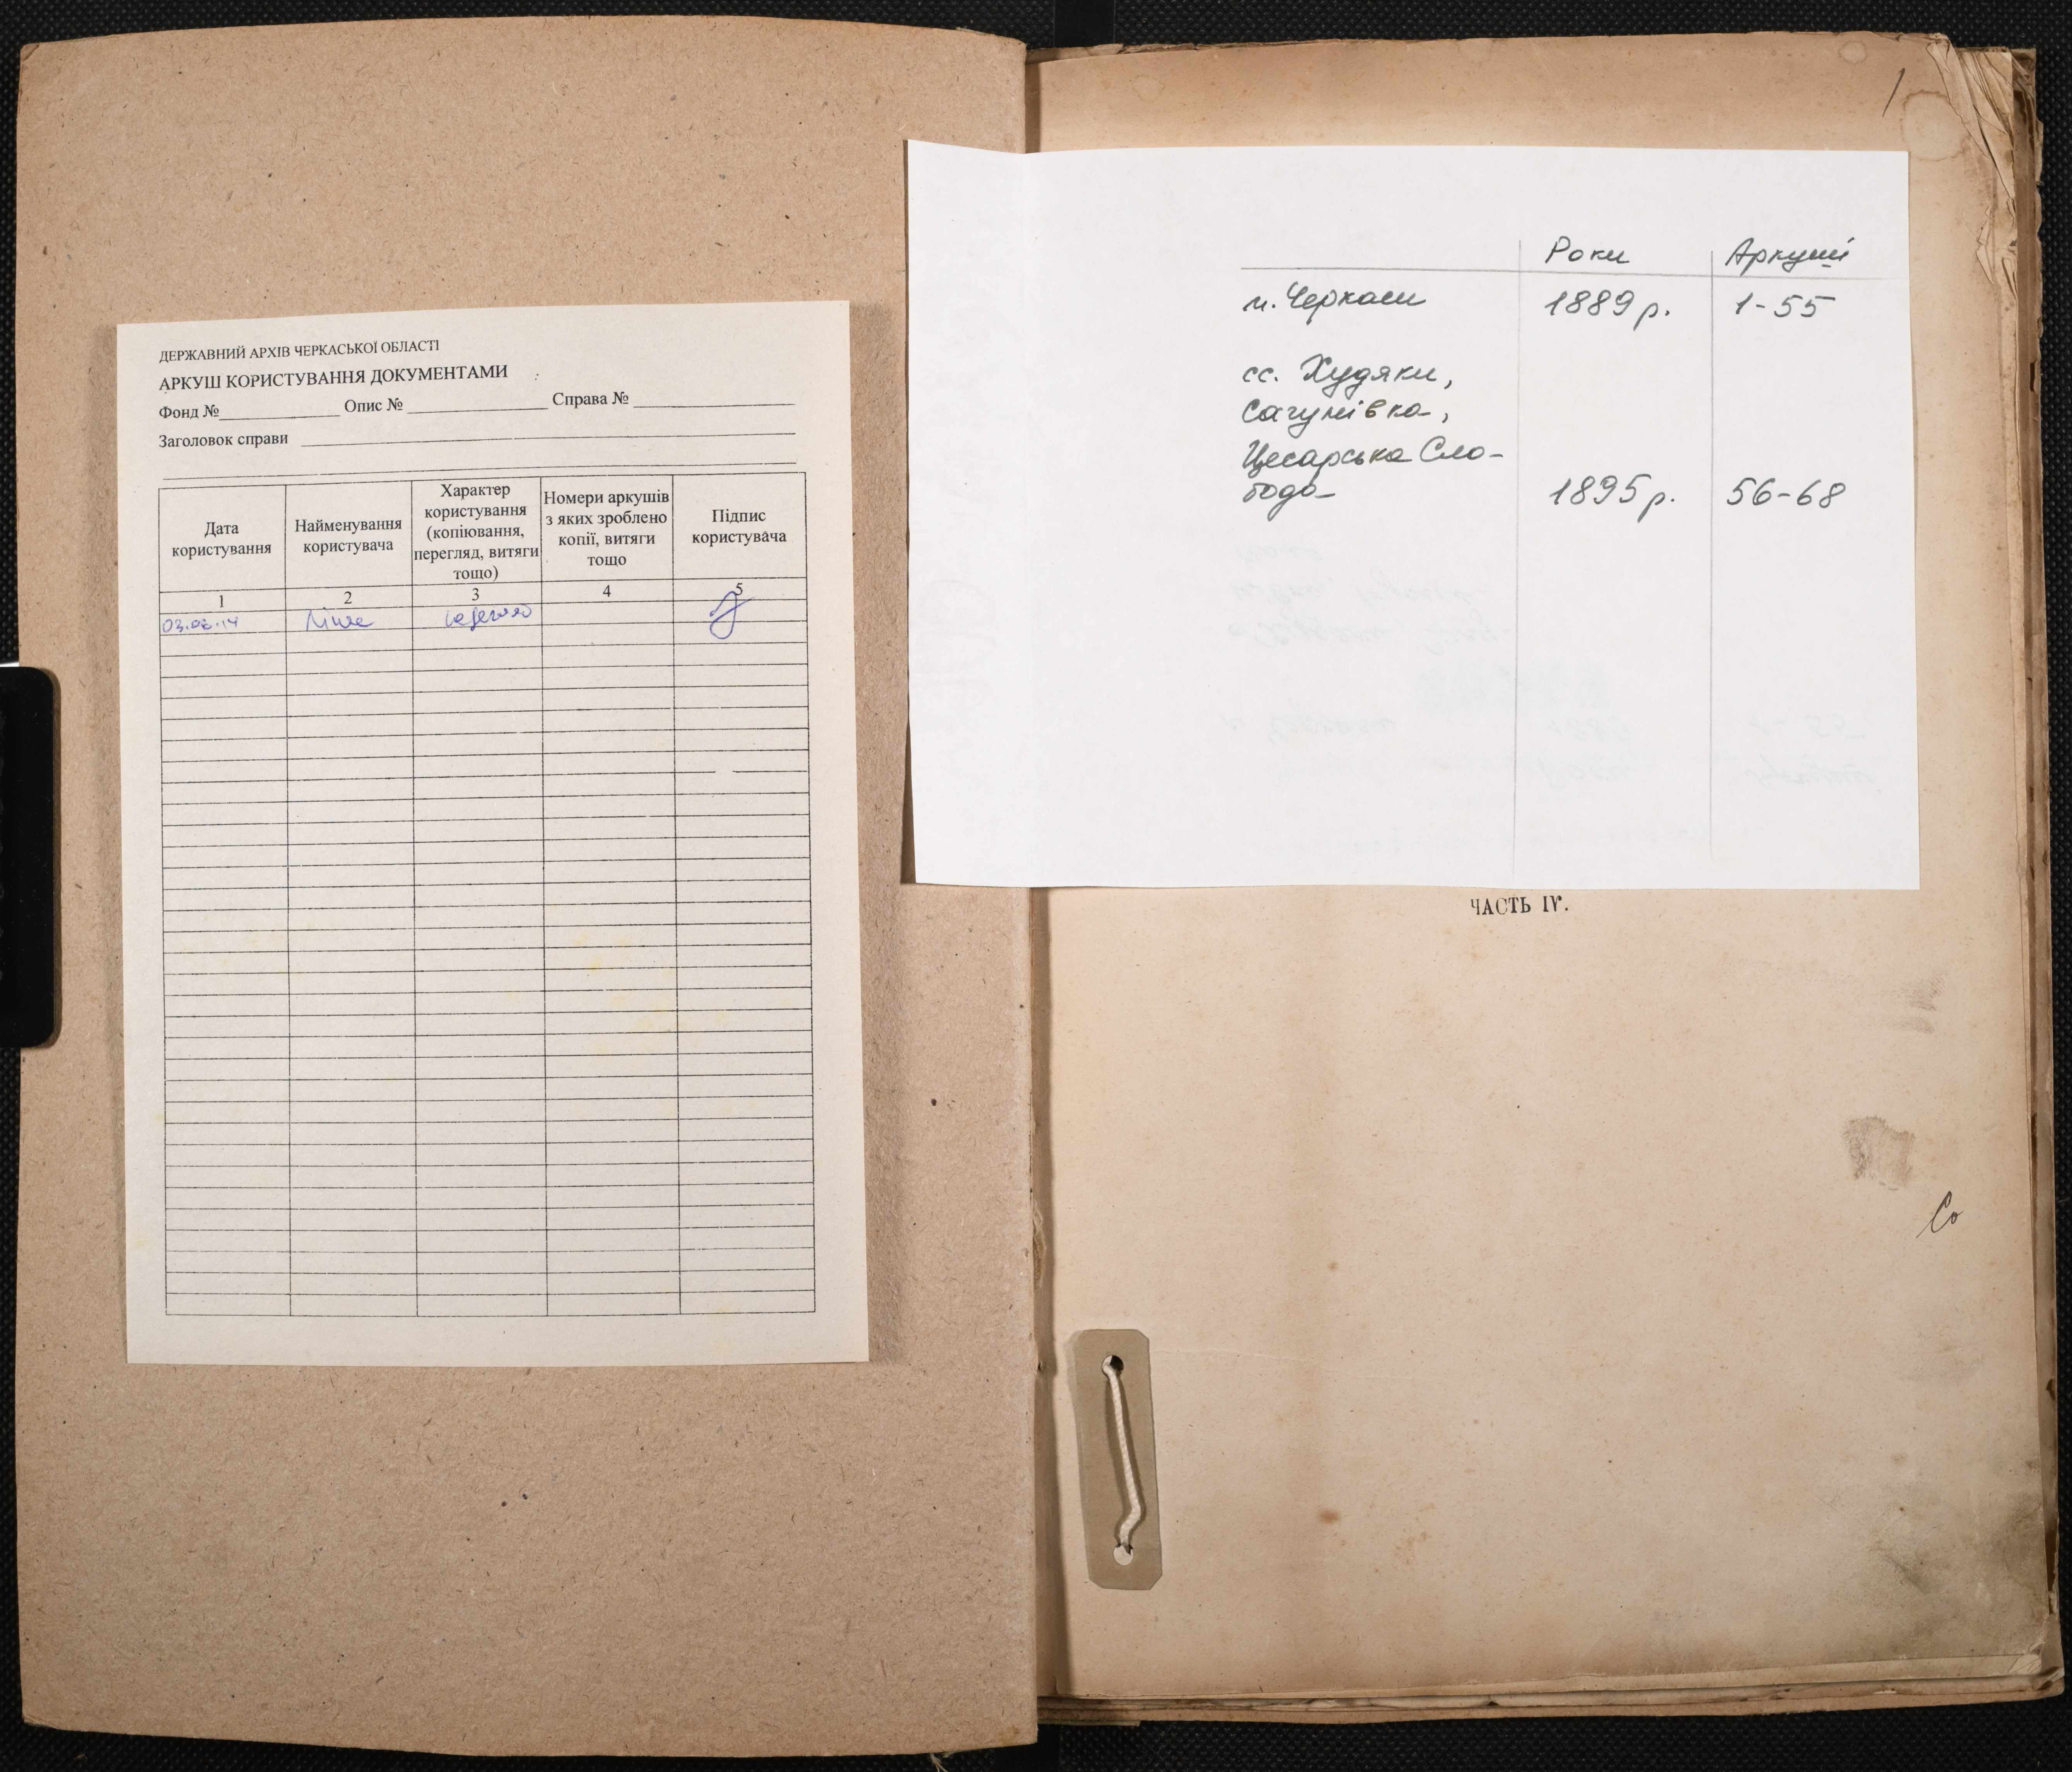 ДЕРЖАВНИЙ АРХІВ ЧЕРКАСЬКОЇ ОБЛАСТІ
АРКУШ КОРИСТУВАННЯ ДОКУМЕНТАМИ
Фонд № Опис № Справа №
Заголовок справи
Дата користування
Найменування користувача
Характер користування (копіювання, перегляд, витяги тощо)
Номери аркушів з яких зроблено копії, витяги тощо
Підпис користувача
1 2 3 4 5
1
Роки Аркуші
м. Черкаси 1889 р. 1-55
сс. Худяки,
Сагунівка,
Цесарська Сло-
бода 1895 р. 56-68
ЧАСТЬ IV.